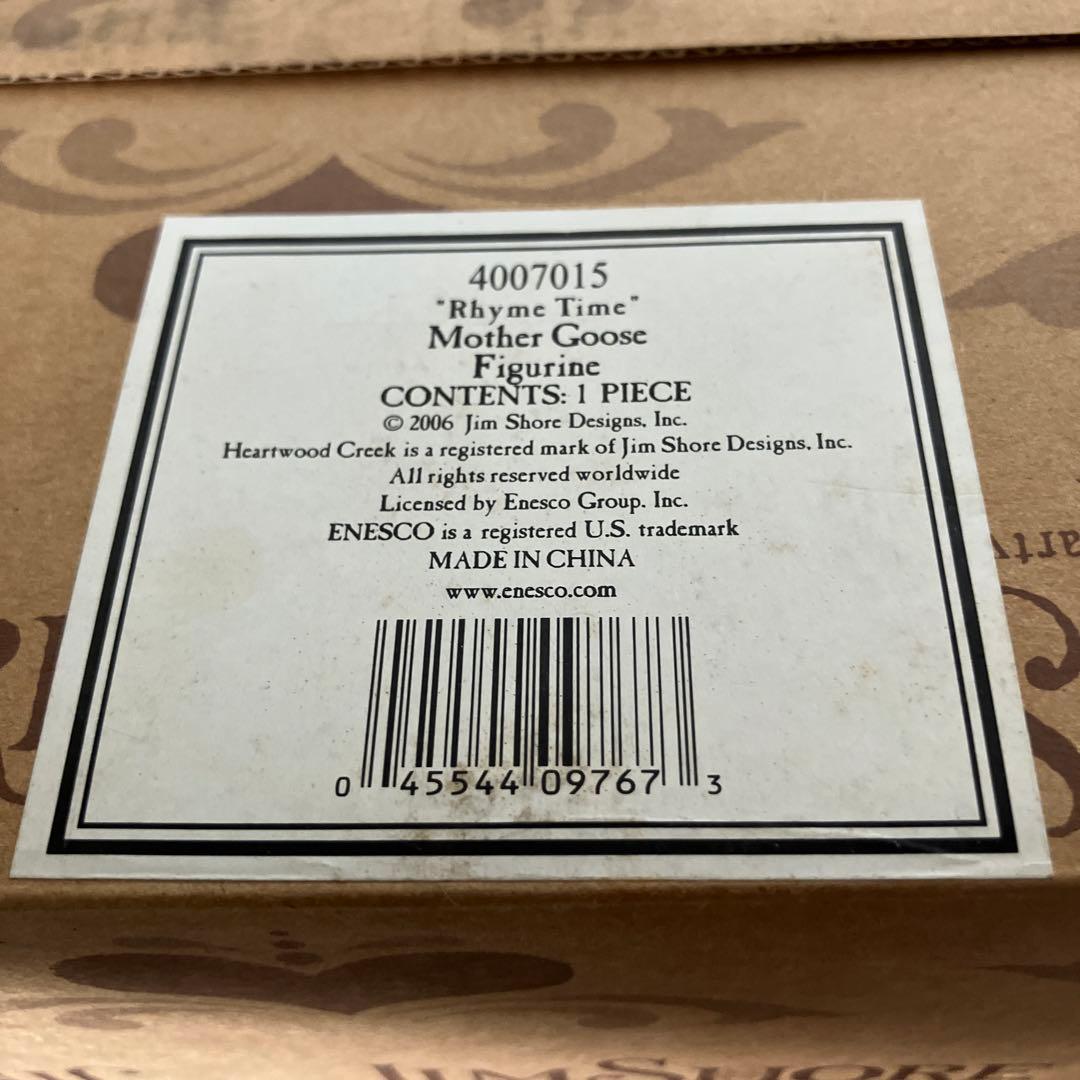 4007015
"Rhyme Time"
Mother Goose
Figurine
CONTENTS: 1 PIECE
© 2006 Jim Shore Designs, Inc.
Heartwood Creek is a registered mark of Jim Shore Designs, Inc.
All rights reserved worldwide
Licensed by Enesco Group. Inc.
ENESCO is a registered U.S. trademark
MADE IN CHINA
www.enesco.com
0 45544 09767 3
JIM SHORE